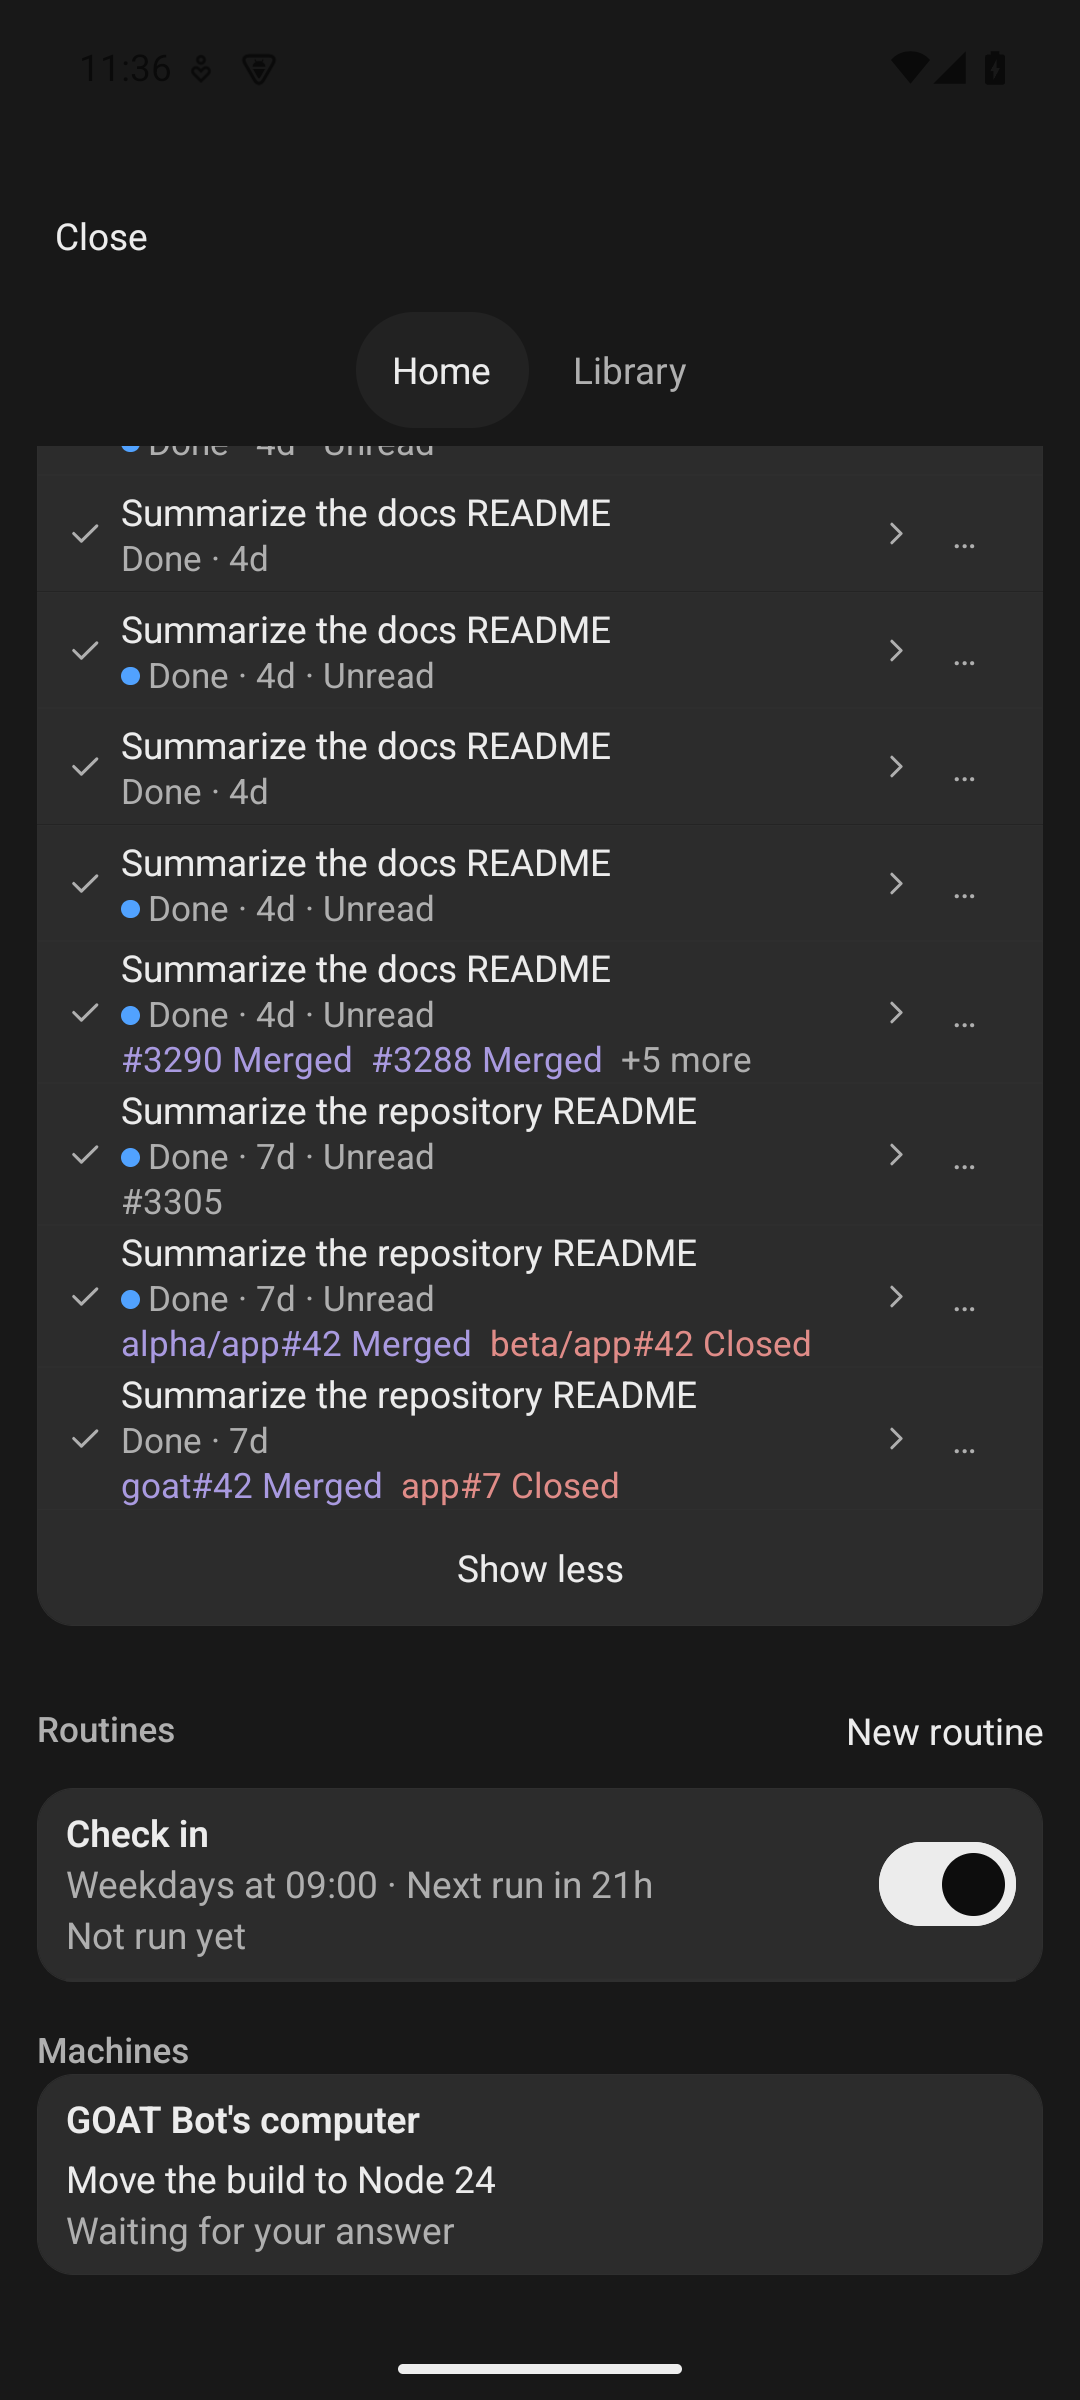 11:36
Close
Home Library
Done · 4d · Unread
Summarize the docs README
Done · 4d
Summarize the docs README
Done · 4d · Unread
Summarize the docs README
Done · 4d
Summarize the docs README
Done · 4d · Unread
Summarize the docs README
Done · 4d · Unread
#3290 Merged #3288 Merged +5 more
Summarize the repository README
Done · 7d · Unread
#3305
Summarize the repository README
Done · 7d · Unread
alpha/app#42 Merged beta/app#42 Closed
Summarize the repository README
Done · 7d
goat#42 Merged app#7 Closed
Show less
Routines New routine
Check in
Weekdays at 09:00 · Next run in 21h
Not run yet
Machines
GOAT Bot's computer
Move the build to Node 24
Waiting for your answer